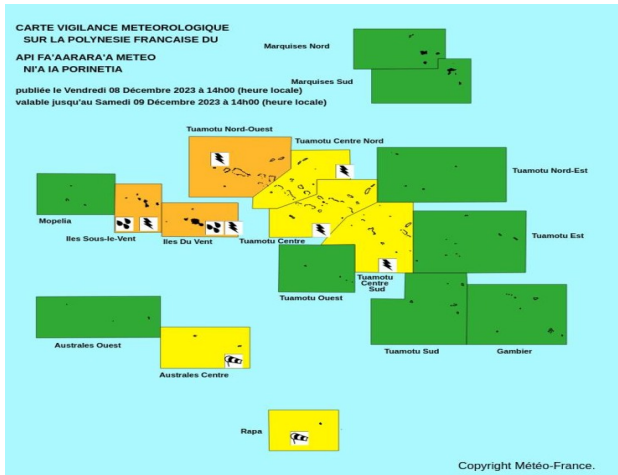 CARTE VIGILANCE METEOROLOGIQUE
SUR LA POLYNESIE FRANCAISE DU
API FA'AARARA'A METEO
NI'A IA PORINETIA
publiée le Vendredi 08 Décembre 2023 à 14h00 (heure locale)
valable jusqu'au Samedi 09 Décembre 2023 à 14h00 (heure locale)
Marquises Nord
Marquises Sud
Tuamotu Nord-Ouest
Tuamotu Centre Nord
Tuamotu Nord-Est
Mopelia
Iles Sous-le-Vent
Iles Du Vent
Tuamotu Centre
Tuamotu Est
Tuamotu
Centre
Sud
Tuamotu Ouest
Australes Ouest
Tuamotu Sud
Gambier
Australes Centre
Rapa
Copyright Météo-France.